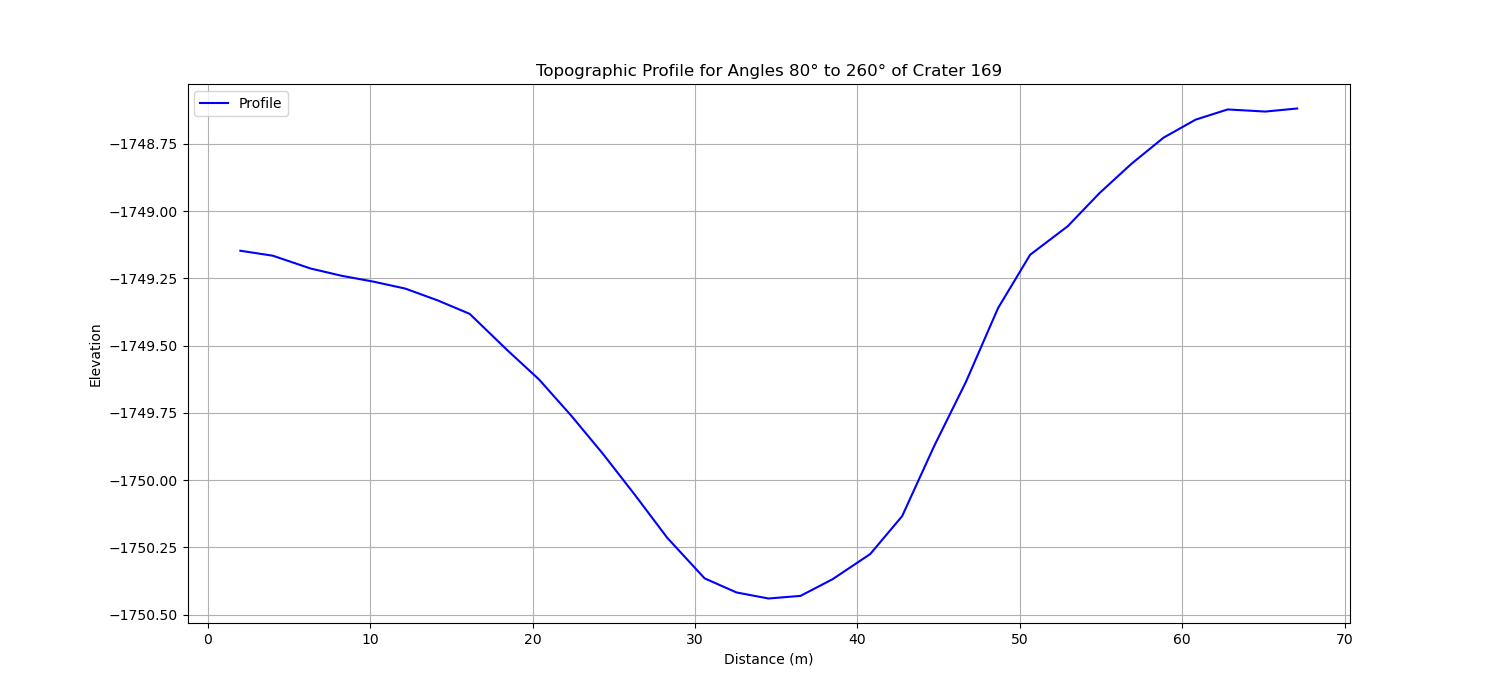 Topographic Profile for Angles 80° to 260° of Crater 169
Profile
−1748.75
−1749.00
−1749.25
−1749.50
−1749.75
−1750.00
−1750.25
−1750.50
Elevation
0 10 20 30 40 50 60 70
Distance (m)